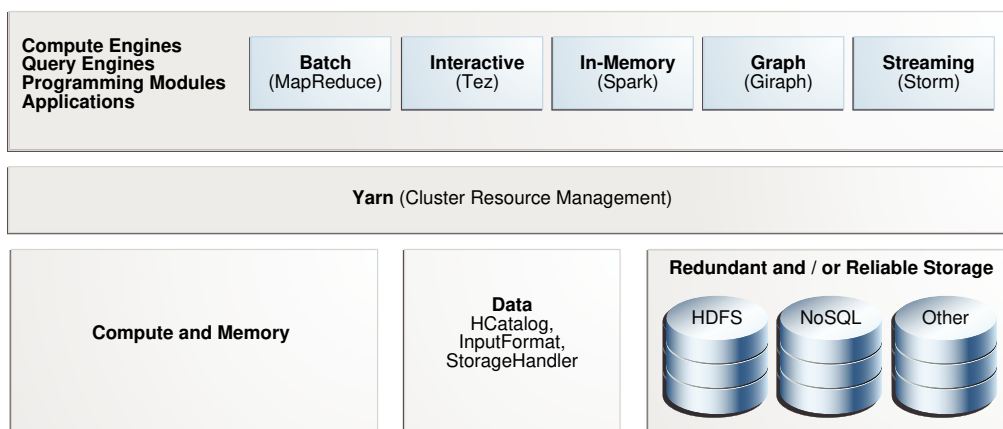 Compute Engines
Query Engines
Programming Modules
Applications
Batch
(MapReduce)
Interactive
(Tez)
In-Memory
(Spark)
Graph
(Giraph)
Streaming
(Storm)
Yarn (Cluster Resource Management)
Compute and Memory
Data
HCatalog,
InputFormat,
StorageHandler
Redundant and / or Reliable Storage
HDFS
NoSQL
Other